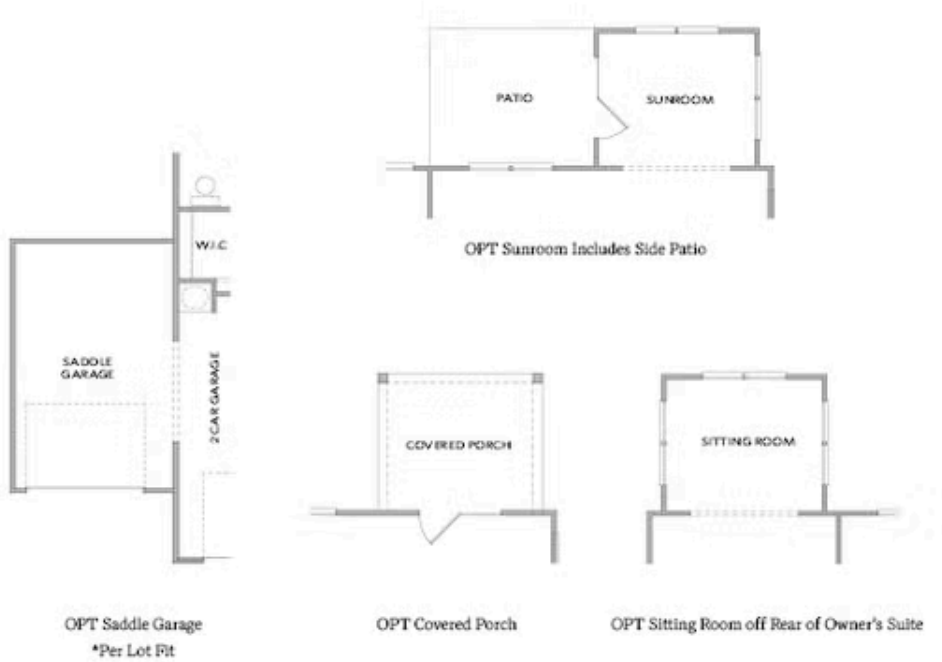 PATIO
SUNROOM
OPT Sunroom Includes Side Patio
W.I.C
SADDLE
GARAGE
2 CAR GARAGE
OPT Saddle Garage
*Per Lot Fit
COVERED PORCH
OPT Covered Porch
SITTING ROOM
OPT Sitting Room off Rear of Owner's Suite